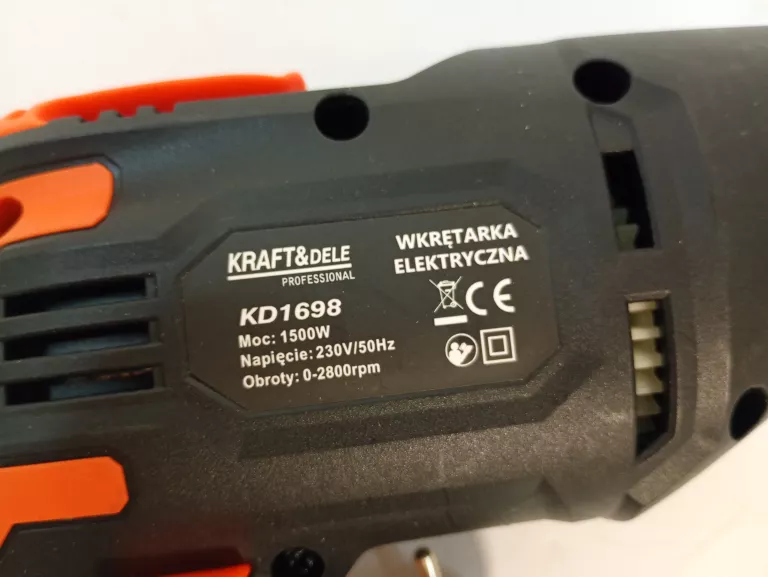 KRAFT&DELE
PROFESSIONAL
KD1698
Moc: 1500W
Napięcie: 230V/50Hz
Obroty: 0-2800rpm
WKRĘTARKA
ELEKTRYCZNA
CE